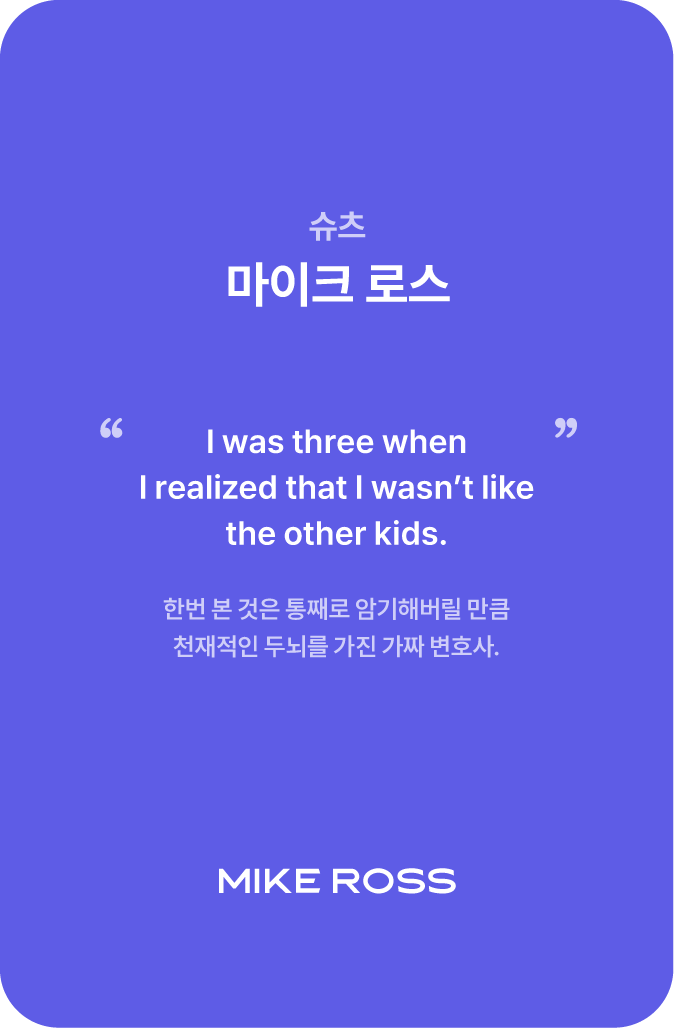 슈츠
마이크 로스
“ I was three when ”
I realized that I wasn’t like
the other kids.
한번 본 것은 통째로 암기해버릴 만큼
천재적인 두뇌를 가진 가짜 변호사.
MIKE ROSS